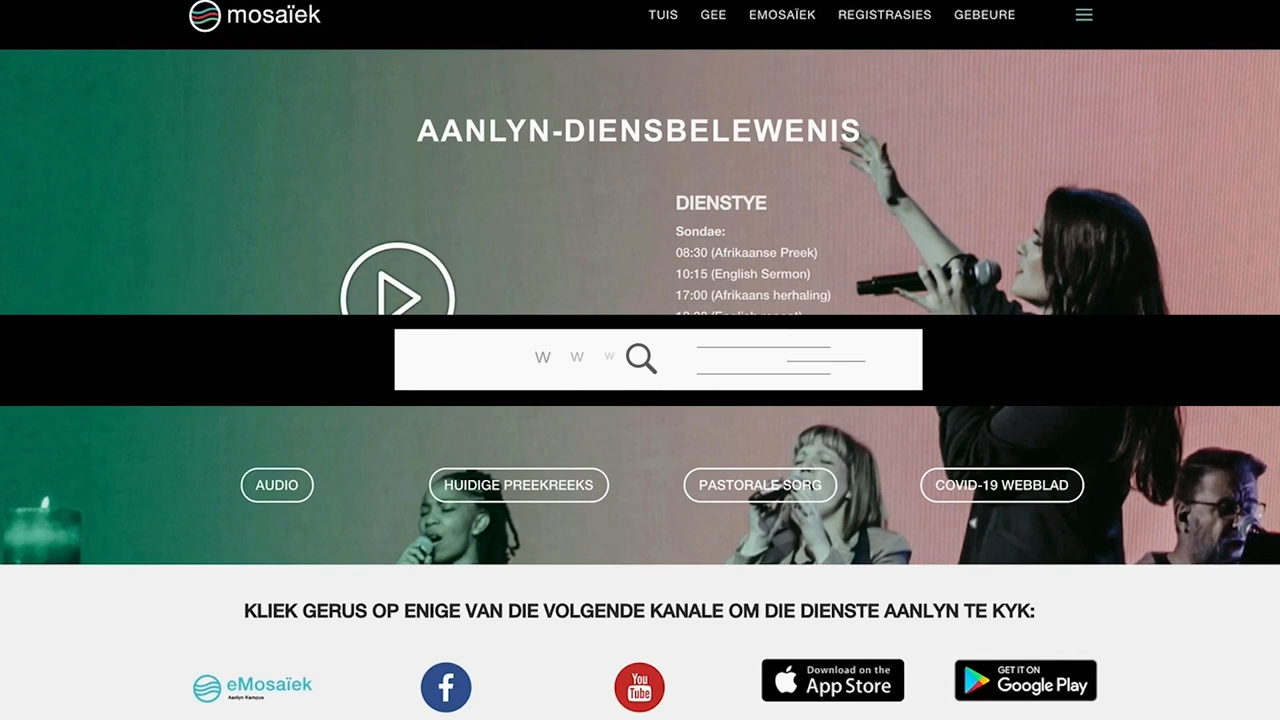 mosaïek
TUIS GEE EMOSAÏEK REGISTRASIES GEBEURE
AANLYN-DIENSBELEWENIS
DIENSTYE
Sondae:
08:30 (Afrikaanse Preek)
10:15 (English Sermon)
17:00 (Afrikaans herhaling)
W W W
AUDIO HUIDIGE PREEKREEKS PASTORALE SORG COVID-19 WEBBLAD
KLIEK GERUS OP ENIGE VAN DIE VOLGENDE KANALE OM DIE DIENSTE AANLYN TE KYK:
eMosaïek
Aanlyn Kampus
f
You
Tube
Download on the
App Store
GET IT ON
Google Play